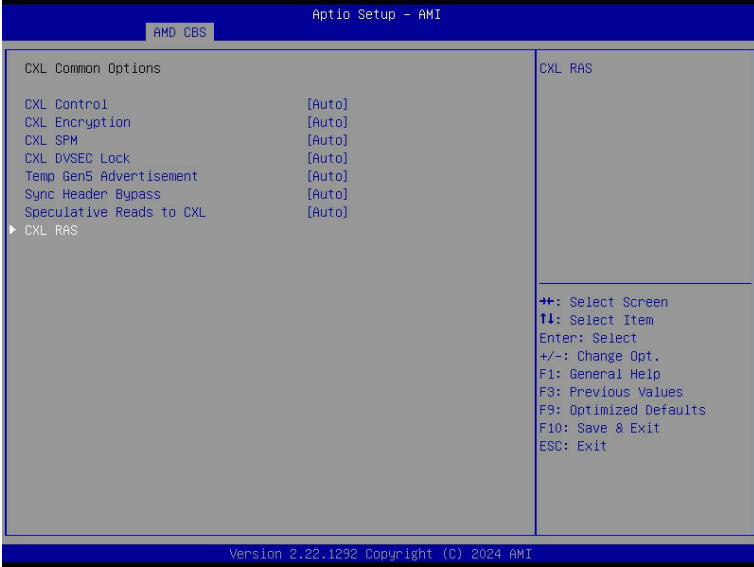 Aptio Setup – AMI
AMD CBS
CXL Common Options
CXL Control [Auto]
CXL Encryption [Auto]
CXL SPM [Auto]
CXL DVSEC Lock [Auto]
Temp Gen5 Advertisement [Auto]
Sync Header Bypass [Auto]
Speculative Reads to CXL [Auto]
▶ CXL RAS
CXL RAS
→←: Select Screen
↑↓: Select Item
Enter: Select
+/-: Change Opt.
F1: General Help
F3: Previous Values
F9: Optimized Defaults
F10: Save & Exit
ESC: Exit
Version 2.22.1292 Copyright (C) 2024 AMI